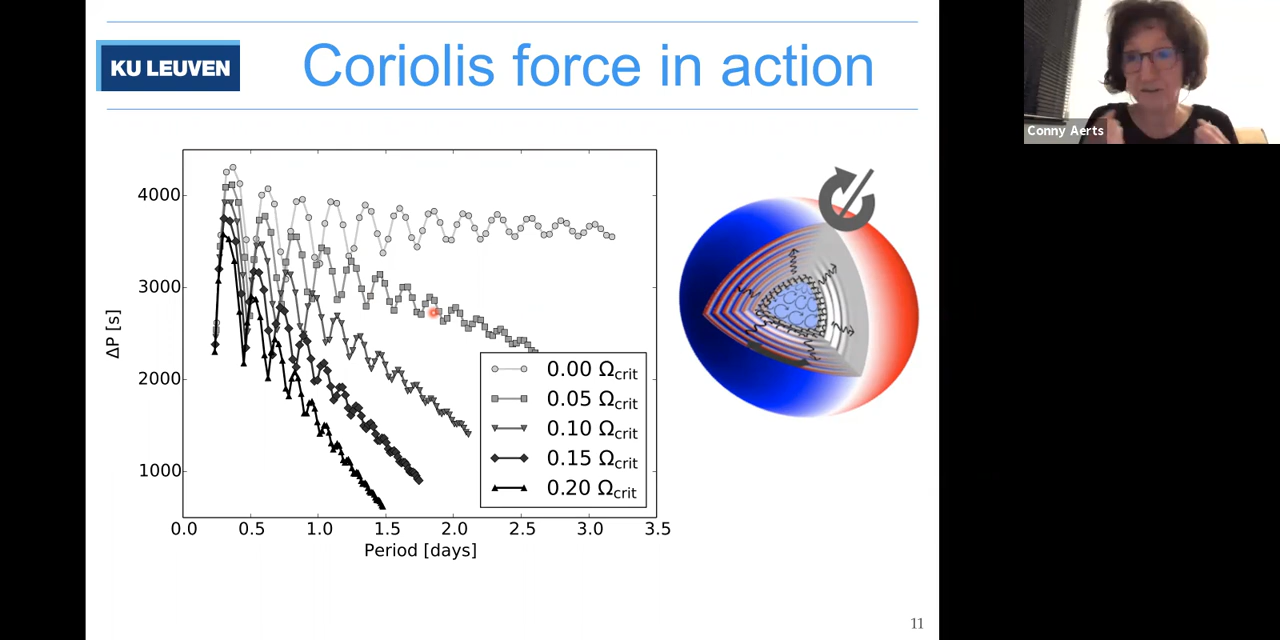 KU LEUVEN
Coriolis force in action
Conny Aerts
ΔP [s]
4000
3000
2000
1000
0.00 Ωcrit
0.05 Ωcrit
0.10 Ωcrit
0.15 Ωcrit
0.20 Ωcrit
0.0 0.5 1.0 1.5 2.0 2.5 3.0 3.5
Period [days]
11